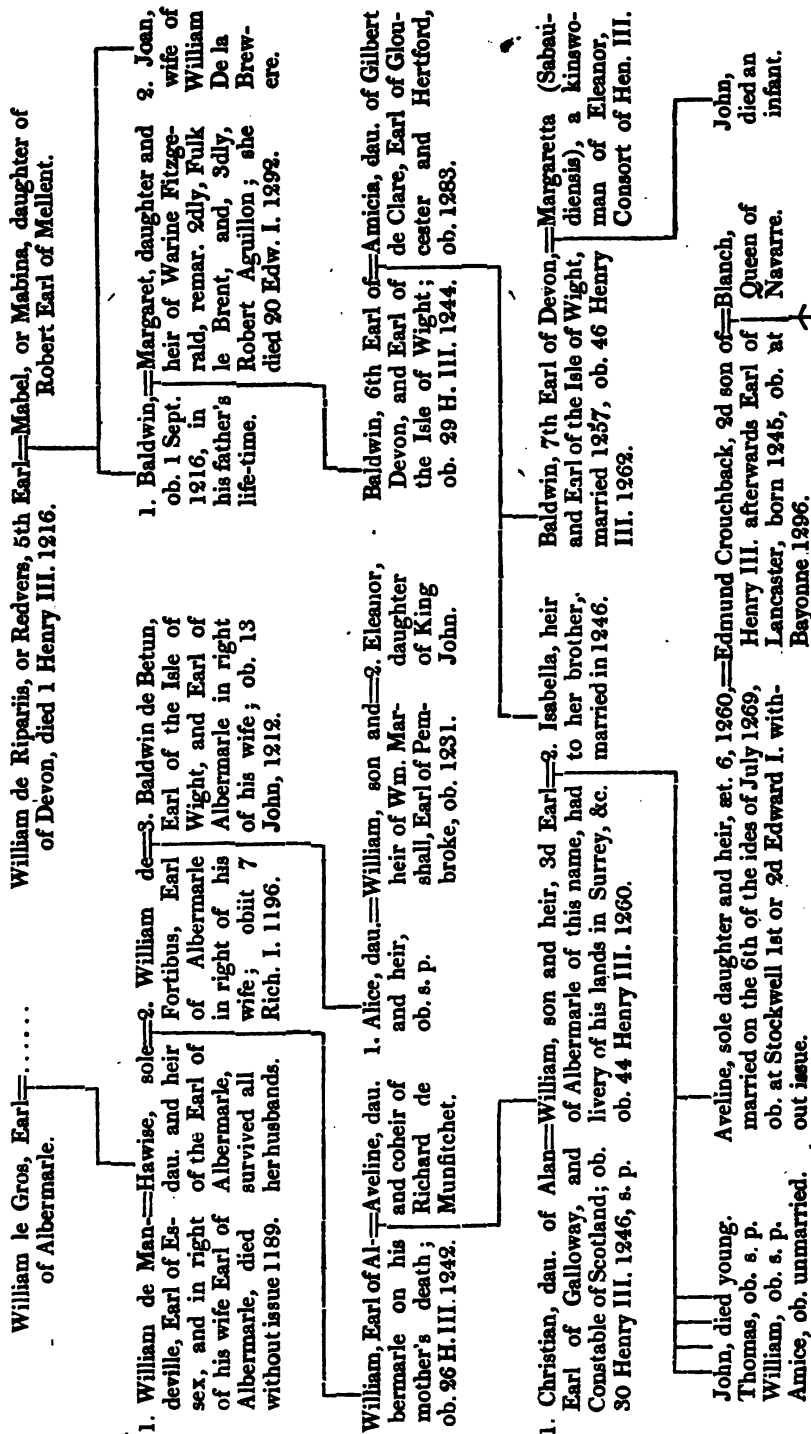 William le Gros, Earl=......
of Albermarle.
William de Ripariis, or Redvers, 5th Earl=Mabel, or Mabina, daughter of
of Devon, died 1 Henry III. 1216.
Robert Earl of Mellent.
1. William de Man-=Hawise, sole=2. William de=3. Baldwin de Betun,
deville, Earl of Es-
sex, and in right
of his wife Earl of
Albermarle, died
without issue 1189.
dau. and heir
of the Earl of
Albermarle,
survived all
her husbands.
Fortibus, Earl
of Albermarle
in right of his
wife; obiit 7
Rich. I. 1196.
Earl of the Isle of
Wight, and Earl of
Albermarle in right
of his wife; ob. 13
John, 1212.
1. Baldwin,=Margaret, daughter and
ob. 1 Sept.
1216, in
his father's
life-time.
heir of Warine Fitzge-
rald, remar. 2dly, Fulk
le Brent, and, 3dly,
Robert Aguillon; she
died 20 Edw. I. 1292.
2. Joan,
wife of
William
De la
Brew-
ere.
William, Earl of Al-=Aveline, dau.
bermarle on his
mother's death;
ob. 26 H. III. 1242.
and coheir of
Richard de
Munfitchet.
1. Alice, dau.=William, son and=2. Eleanor,
and heir,
ob. s. p.
heir of Wm. Mar-
shall, Earl of Pem-
broke, ob. 1231.
daughter
of King
John.
Baldwin, 6th Earl of=Amicia, dau. of Gilbert
Devon, and Earl of
the Isle of Wight;
ob. 29 H. III. 1244.
de Clare, Earl of Glou-
cester and Hertford,
ob. 1283.
1. Christian, dau. of Alan=William, son and heir, 3d Earl=2. Isabella, heir
Earl of Galloway, and
Constable of Scotland; ob.
30 Henry III. 1246, s. p.
of Albermarle of this name, had
livery of his lands in Surrey, &c.
ob. 44 Henry III. 1260.
to her brother,
married in 1246.
Baldwin, 7th Earl of Devon,=Margaretta (Sabau-
and Earl of the Isle of Wight,
married 1257, ob. 46 Henry
III. 1262.
diensis), a kinswo-
man of Eleanor,
Consort of Hen. III.
John, died young.
Thomas, ob. s. p.
William, ob. s. p.
Amice, ob. unmarried.
Aveline, sole daughter and heir, æt. 6, 1260,=Edmund Crouchback, 2d son of=Blanch,
married on the 6th of the ides of July 1269,
ob. at Stockwell 1st or 2d Edward I. with-
out issue.
Henry III. afterwards Earl of
Lancaster, born 1245, ob. at
Bayonne 1296.
Queen of
Navarre.
John,
died an
infant.